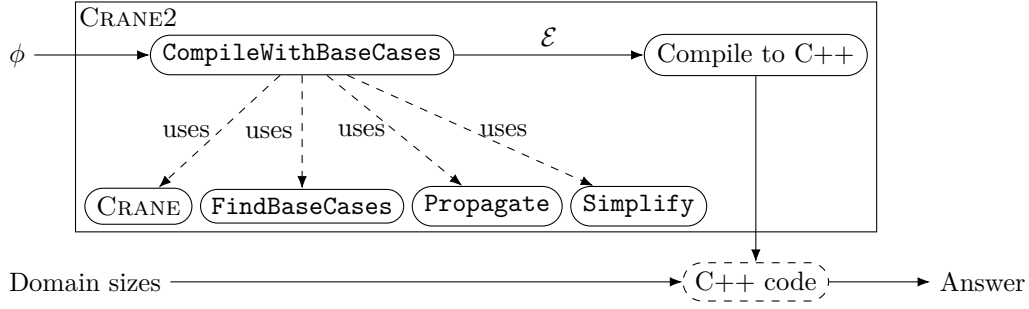 CRANE2
ϕ CompileWithBaseCases ℰ Compile to C++
uses uses uses uses
CRANE FindBaseCases Propagate Simplify
Domain sizes C++ code Answer